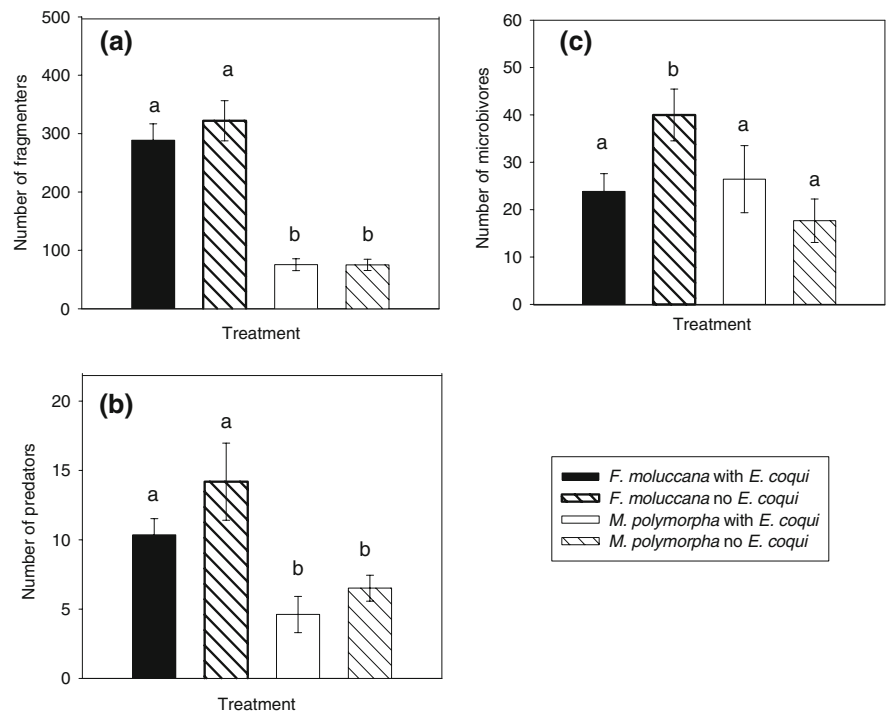 (a)
Number of fragmenters
500
400
300
200
100
0
a
a
b
b
Treatment
(b)
Number of predators
20
15
10
5
0
a
a
b
b
Treatment
(c)
Number of microbivores
60
50
40
30
20
10
0
a
b
a
a
Treatment
F. moluccana with E. coqui
F. moluccana no E. coqui
M. polymorpha with E. coqui
M. polymorpha no E. coqui